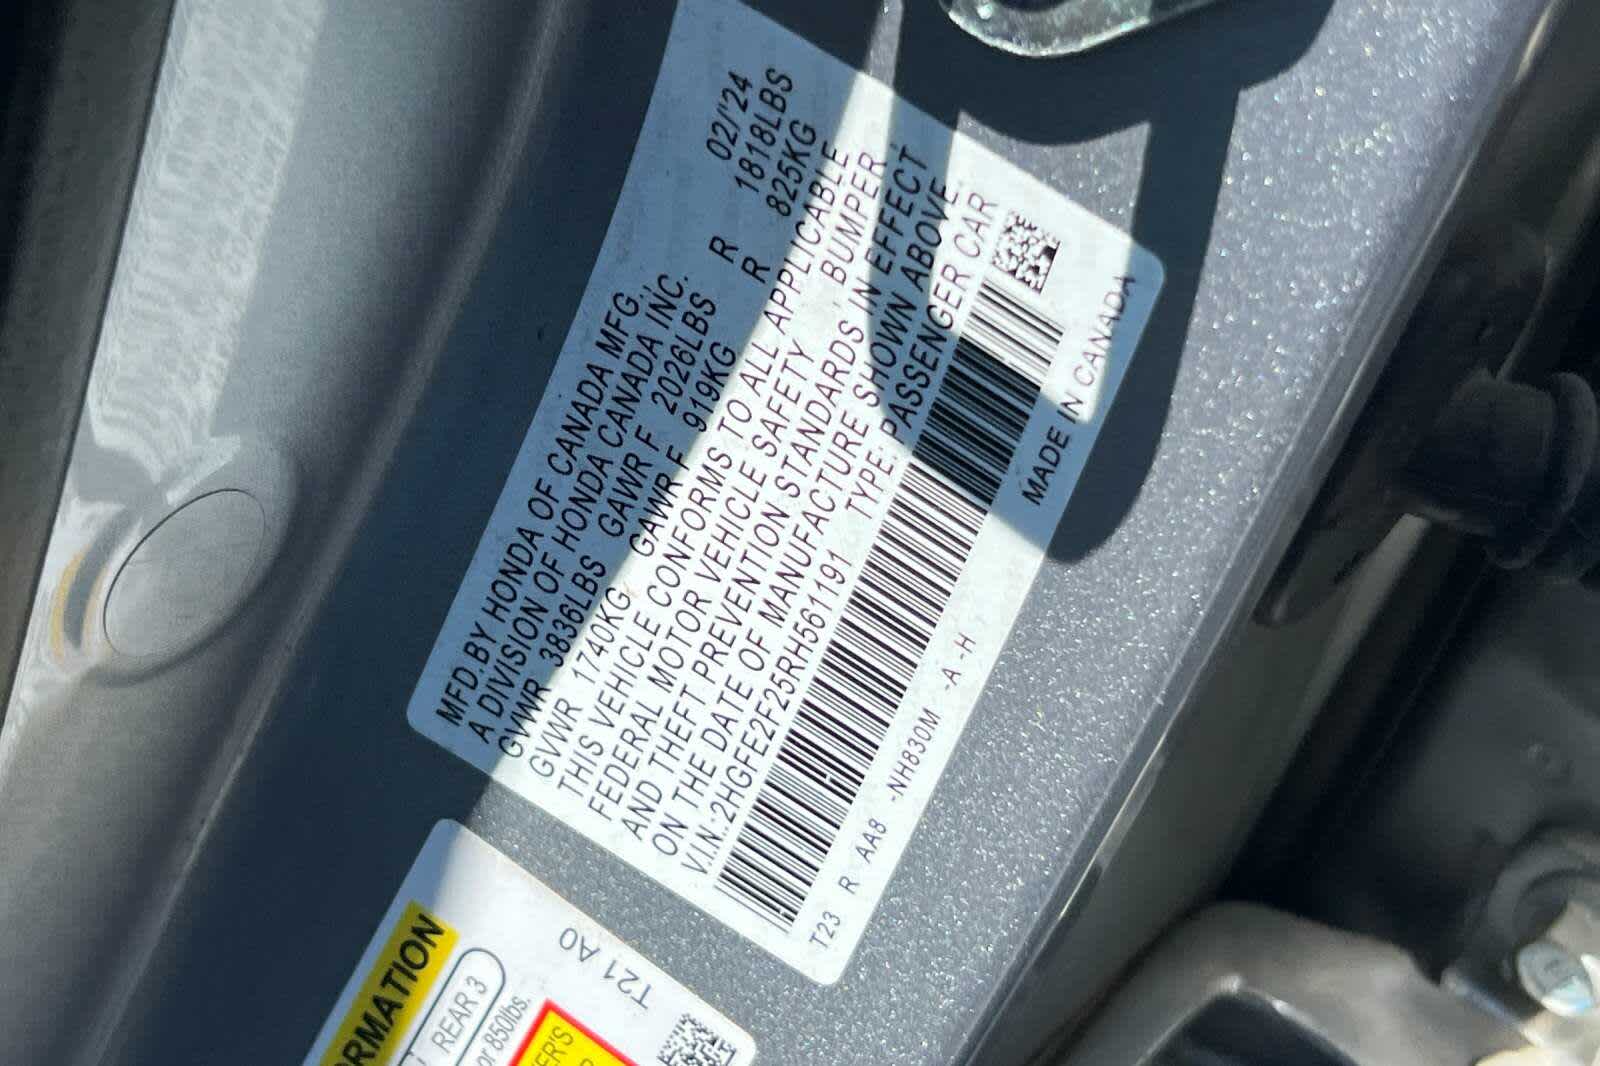 MFD.BY HONDA OF CANADA MFG. 02/'24
A DIVISION OF HONDA CANADA INC.
GVWR 3836LBS GAWR F 2026LBS R 1818LBS
GVWR 1740KG GAWR F 919KG R 825KG
THIS VEHICLE CONFORMS TO ALL APPLICABLE
FEDERAL MOTOR VEHICLE SAFETY, BUMPER,
AND THEFT PREVENTION STANDARDS IN EFFECT
ON THE DATE OF MANUFACTURE SHOWN ABOVE.
V.I.N.:2HGFE2F25RH561191 TYPE:PASSENGER CAR
T23 R AA8 -NH830M -A -H MADE IN CANADA
T21 A0
REAR 3
or 850lbs.